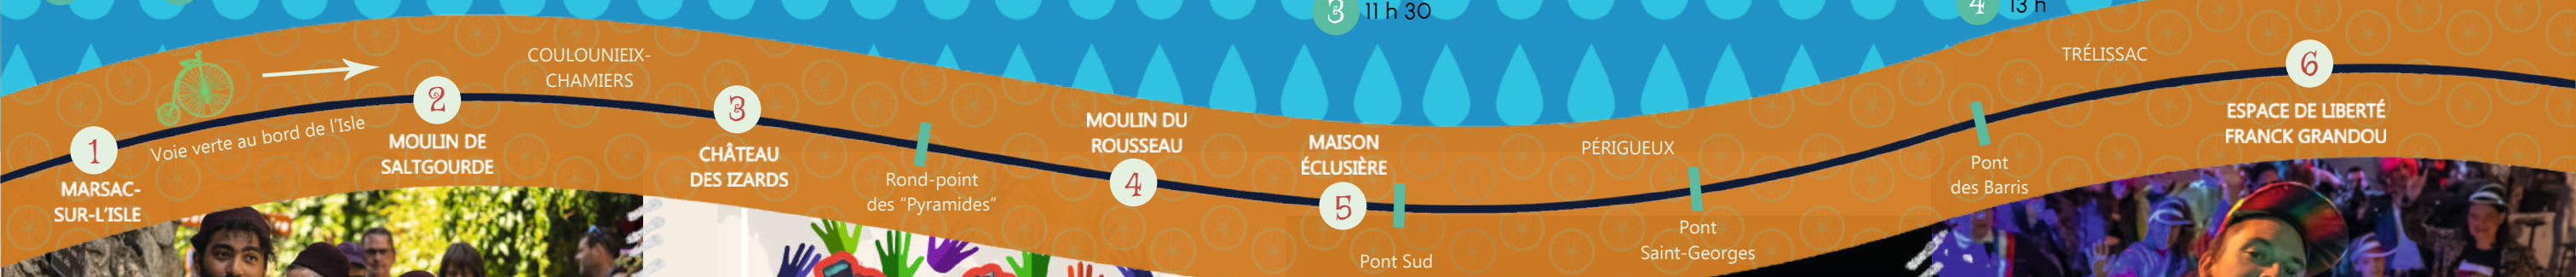 3 11 h 30
4 13 h
COULOUNIEIX-
CHAMIERS
TRÉLISSAC
1
2
3
4
5
6
Voie verte au bord de l'Isle
MARSAC-
SUR-L'ISLE
MOULIN DE
SALTGOURDE
CHÂTEAU
DES IZARDS
Rond-point
des “Pyramides”
MOULIN DU
ROUSSEAU
MAISON
ÉCLUSIÈRE
Pont Sud
PÉRIGUEUX
Pont
Saint-Georges
Pont
des Barris
ESPACE DE LIBERTÉ
FRANCK GRANDOU